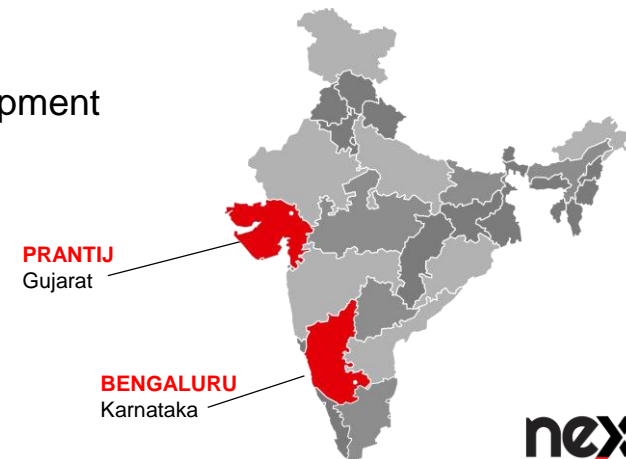 pment
PRANTIJ
Gujarat
BENGALURU
Karnataka
nex